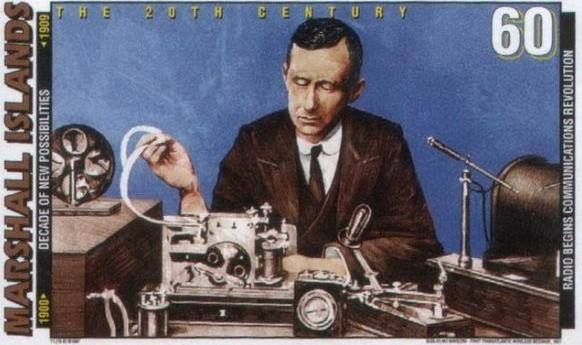 THE 20TH CENTURY
60
MARSHALL ISLANDS
1900 ▸ DECADE OF NEW POSSIBILITIES ◂ 1909
RADIO BEGINS COMMUNICATIONS REVOLUTION